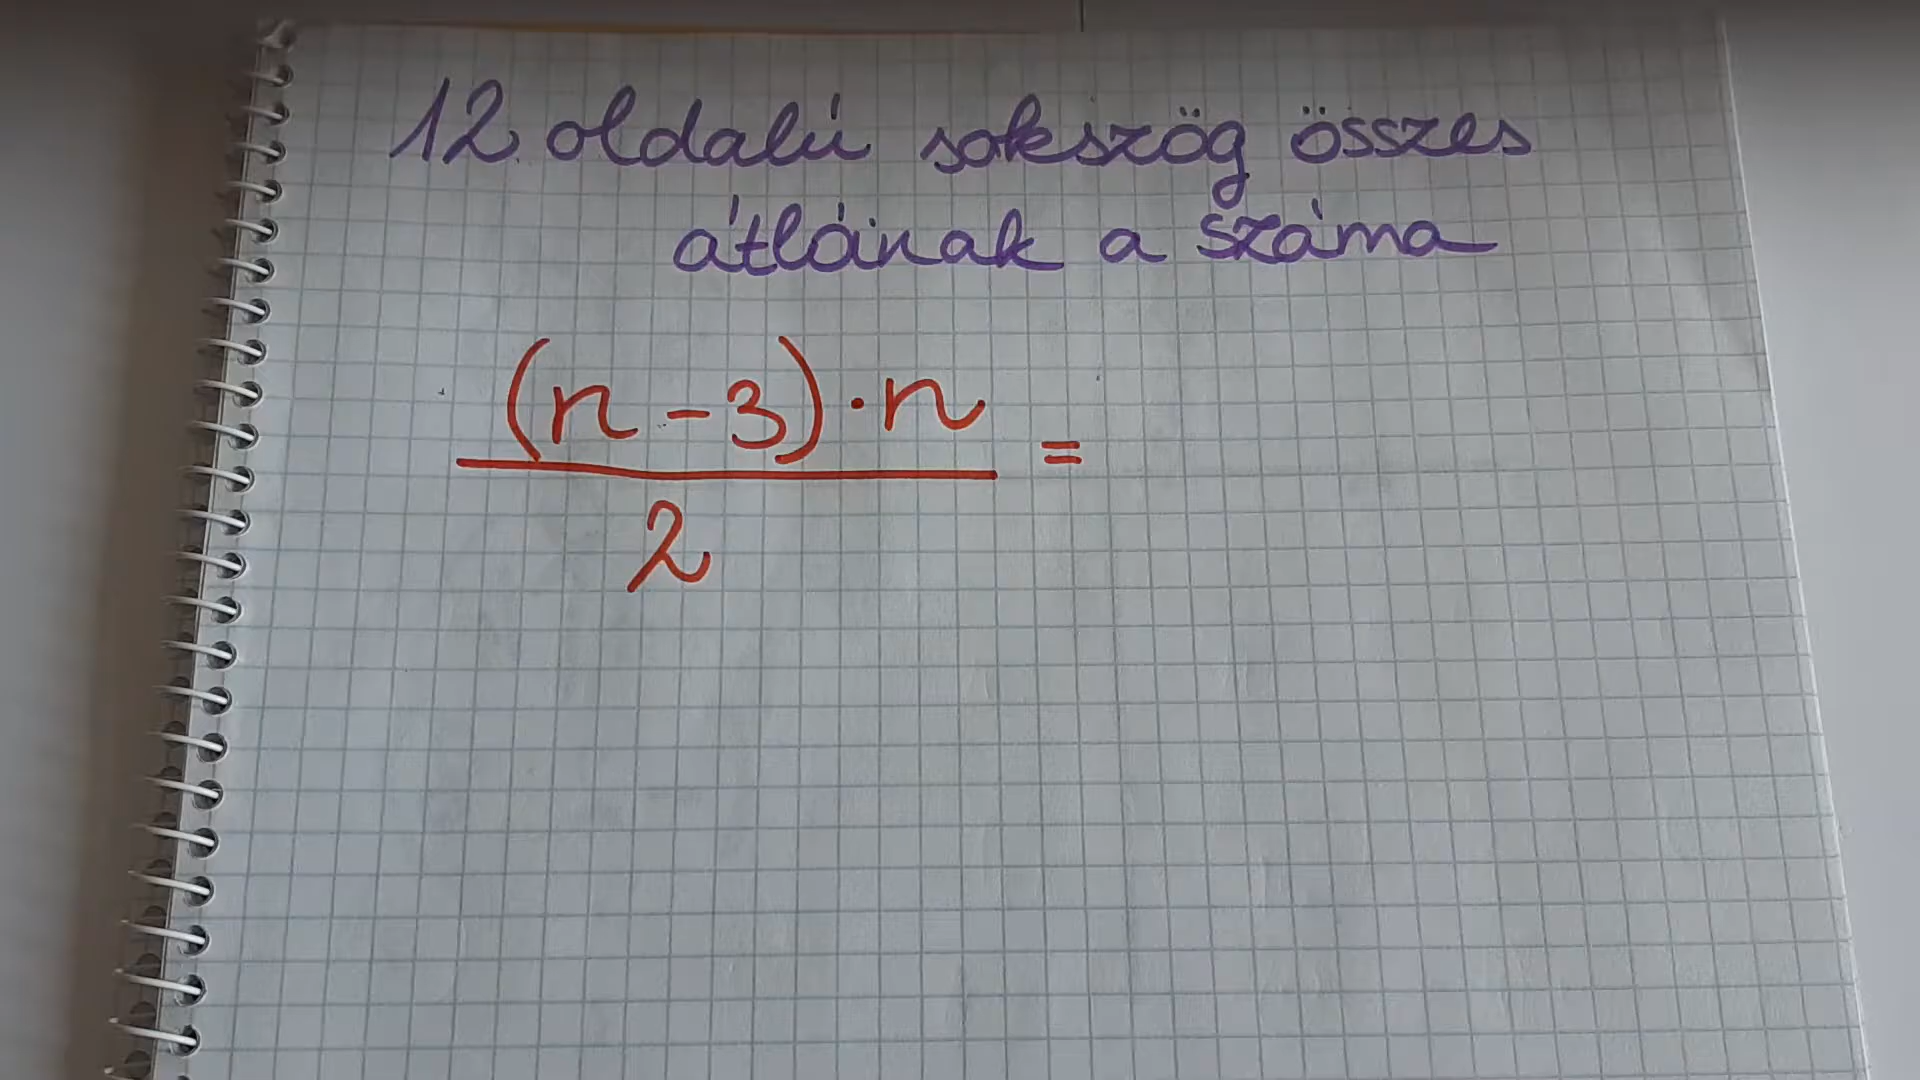 12 oldalú sokszög összes
átlóinak a száma
(n-3)·n
=
2